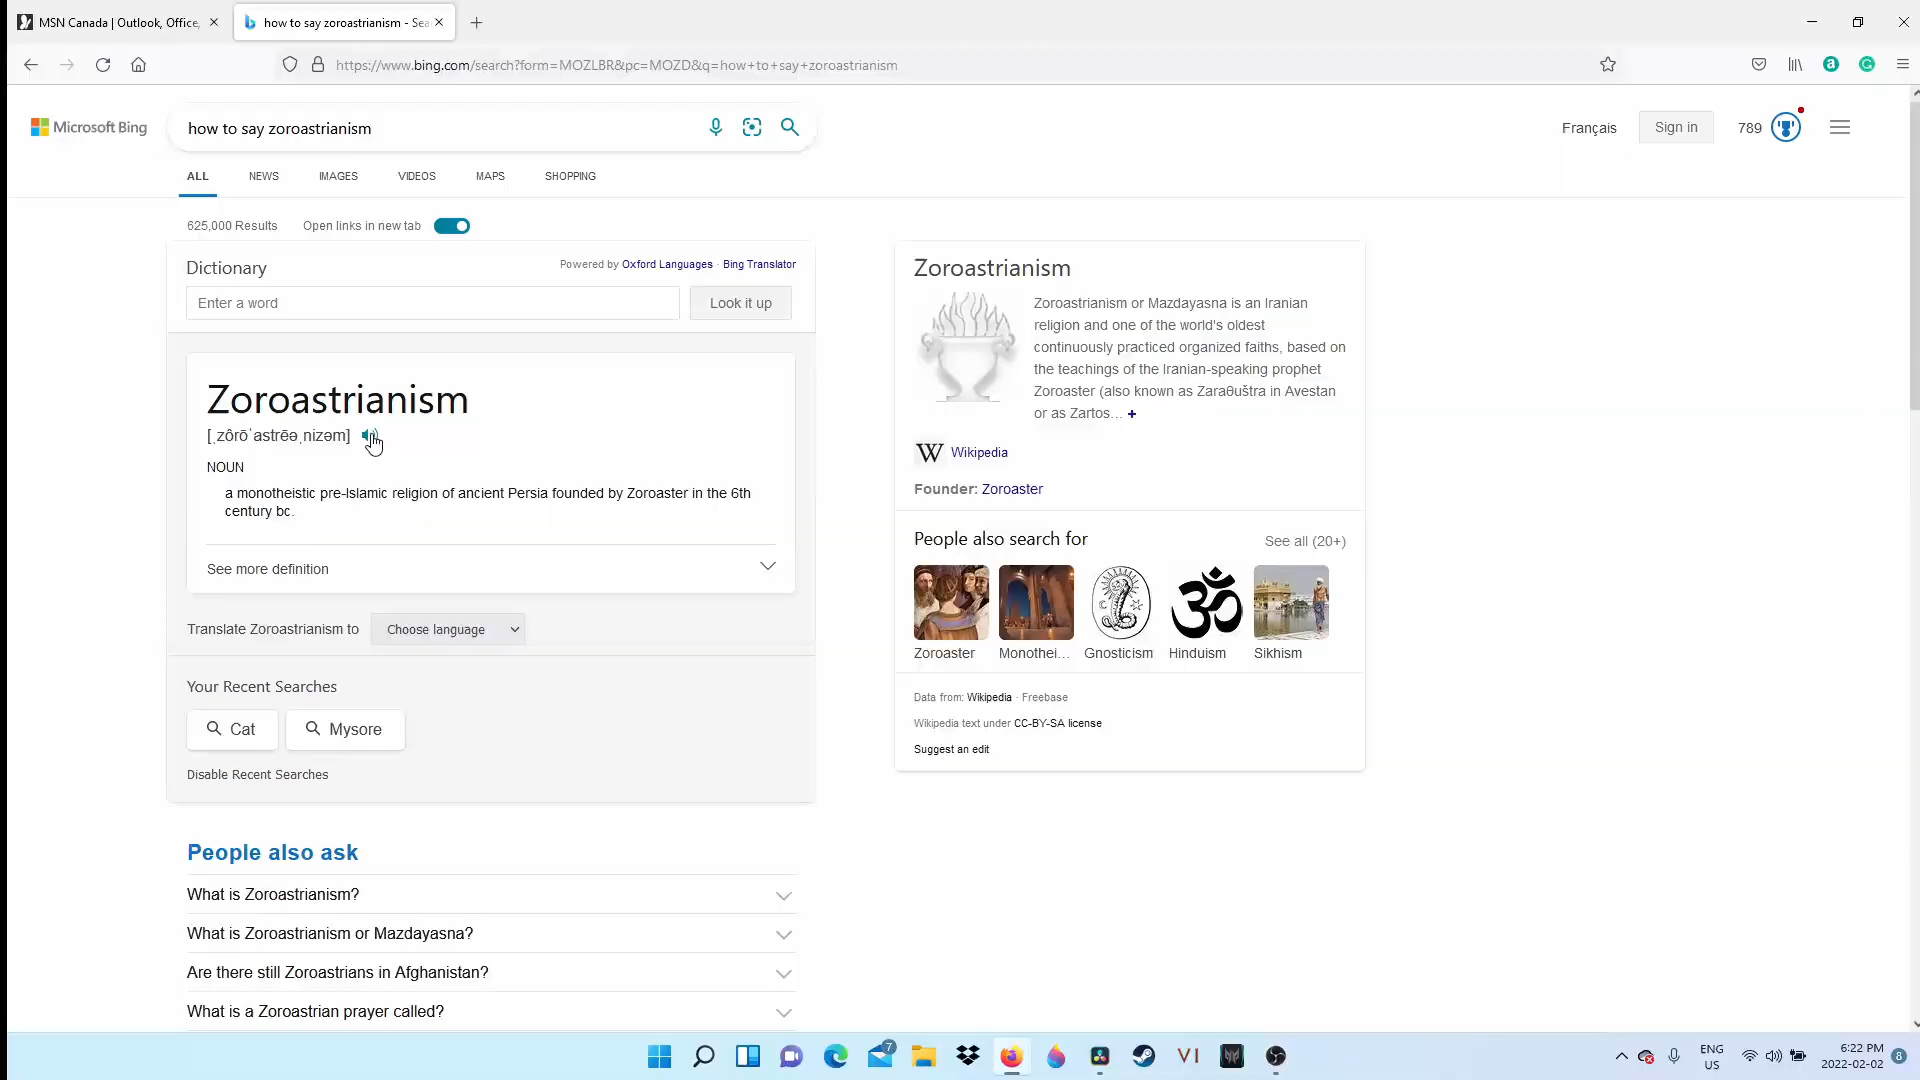 MSN Canada | Outlook, Office,
how to say zoroastrianism - Sea
https://www.bing.com/search?form=MOZLBR&pc=MOZD&q=how+to+say+zoroastrianism
Microsoft Bing
how to say zoroastrianism
Français
Sign in
789
ALL
NEWS
IMAGES
VIDEOS
MAPS
SHOPPING
625,000 Results
Open links in new tab
Dictionary
Powered by Oxford Languages · Bing Translator
Enter a word
Look it up
Zoroastrianism
[ˌzôrōˈastrēəˌnizəm]
NOUN
a monotheistic pre-Islamic religion of ancient Persia founded by Zoroaster in the 6th
century bc.
See more definition
Translate Zoroastrianism to
Choose language
Your Recent Searches
Cat
Mysore
Disable Recent Searches
People also ask
What is Zoroastrianism?
What is Zoroastrianism or Mazdayasna?
Are there still Zoroastrians in Afghanistan?
What is a Zoroastrian prayer called?
Zoroastrianism
Zoroastrianism or Mazdayasna is an Iranian
religion and one of the world's oldest
continuously practiced organized faiths, based on
the teachings of the Iranian-speaking prophet
Zoroaster (also known as Zaraθuštra in Avestan
or as Zartos... +
W Wikipedia
Founder: Zoroaster
People also search for
See all (20+)
ॐ
Zoroaster
Monothei...
Gnosticism
Hinduism
Sikhism
Data from: Wikipedia · Freebase
Wikipedia text under CC-BY-SA license
Suggest an edit
7
VI
ENG
US
6:22 PM
2022-02-02
8